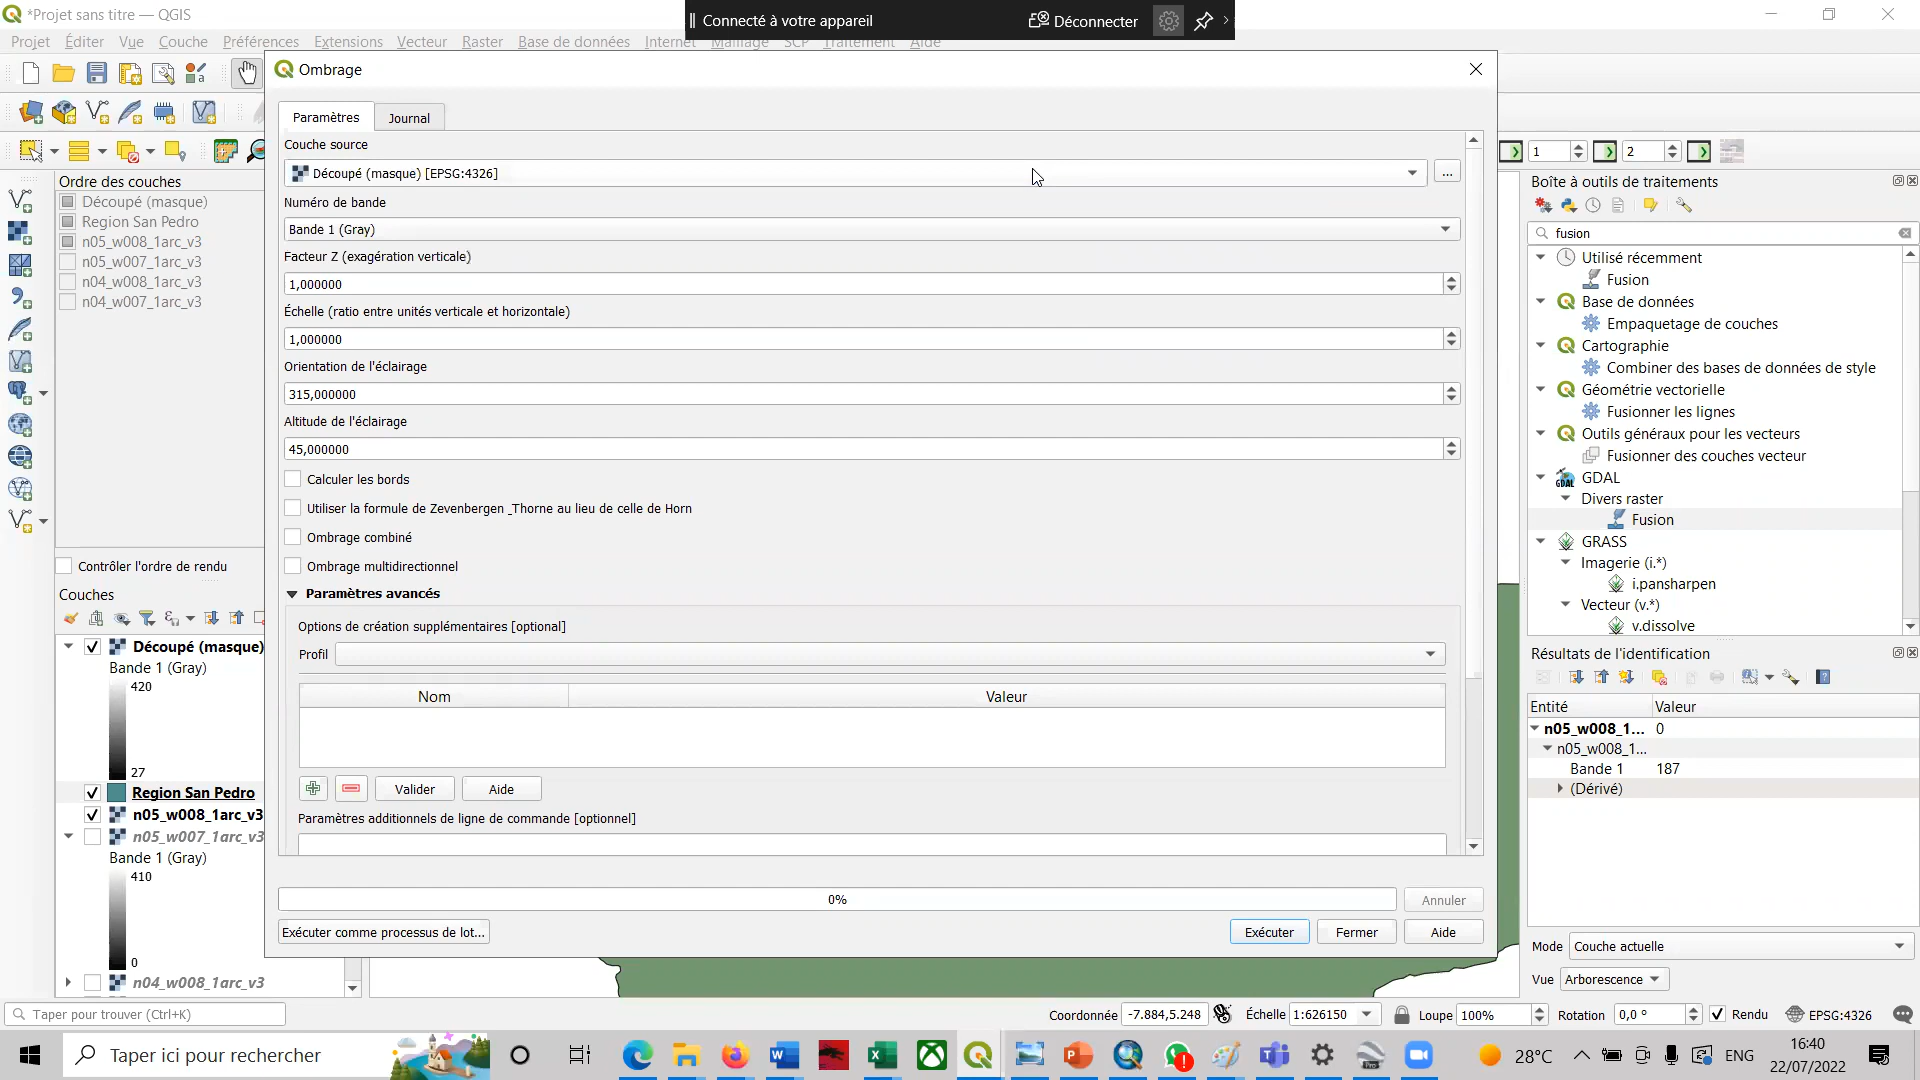 *Projet sans titre — QGIS
Connecté à votre appareil
Déconnecter
Projet Éditer Vue Couche Préférences Extensions Vecteur Raster Base de données Internet Maillage SCP Traitement Aide
Ombrage
Paramètres
Journal
Couche source
Découpé (masque) [EPSG:4326]
...
Numéro de bande
Bande 1 (Gray)
Facteur Z (exagération verticale)
1,000000
Échelle (ratio entre unités verticale et horizontale)
1,000000
Orientation de l'éclairage
315,000000
Altitude de l'éclairage
45,000000
Calculer les bords
Utiliser la formule de Zevenbergen _Thorne au lieu de celle de Horn
Ombrage combiné
Ombrage multidirectionnel
Paramètres avancés
Options de création supplémentaires [optional]
Profil
Nom Valeur
Valider
Aide
Paramètres additionnels de ligne de commande [optionnel]
0%
Annuler
Exécuter comme processus de lot...
Exécuter
Fermer
Aide
Ordre des couches
Découpé (masque)
Region San Pedro
n05_w008_1arc_v3
n05_w007_1arc_v3
n04_w008_1arc_v3
n04_w007_1arc_v3
Contrôler l'ordre de rendu
Couches
Découpé (masque)
Bande 1 (Gray)
420
27
Region San Pedro
n05_w008_1arc_v3
n05_w007_1arc_v3
Bande 1 (Gray)
410
0
n04_w008_1arc_v3
1
2
Boîte à outils de traitements
fusion
Utilisé récemment
Fusion
Base de données
Empaquetage de couches
Cartographie
Combiner des bases de données de style
Géométrie vectorielle
Fusionner les lignes
Outils généraux pour les vecteurs
Fusionner des couches vecteur
GDAL
Divers raster
Fusion
GRASS
Imagerie (i.*)
i.pansharpen
Vecteur (v.*)
v.dissolve
Résultats de l'identification
Entité Valeur
n05_w008_1... 0
n05_w008_1...
Bande 1 187
(Dérivé)
Mode Couche actuelle
Vue Arborescence
Taper pour trouver (Ctrl+K)
Coordonnée -7.884,5.248
Échelle 1:626150
Loupe 100%
Rotation 0,0 °
Rendu
EPSG:4326
Taper ici pour rechercher
28°C
ENG
16:40
22/07/2022